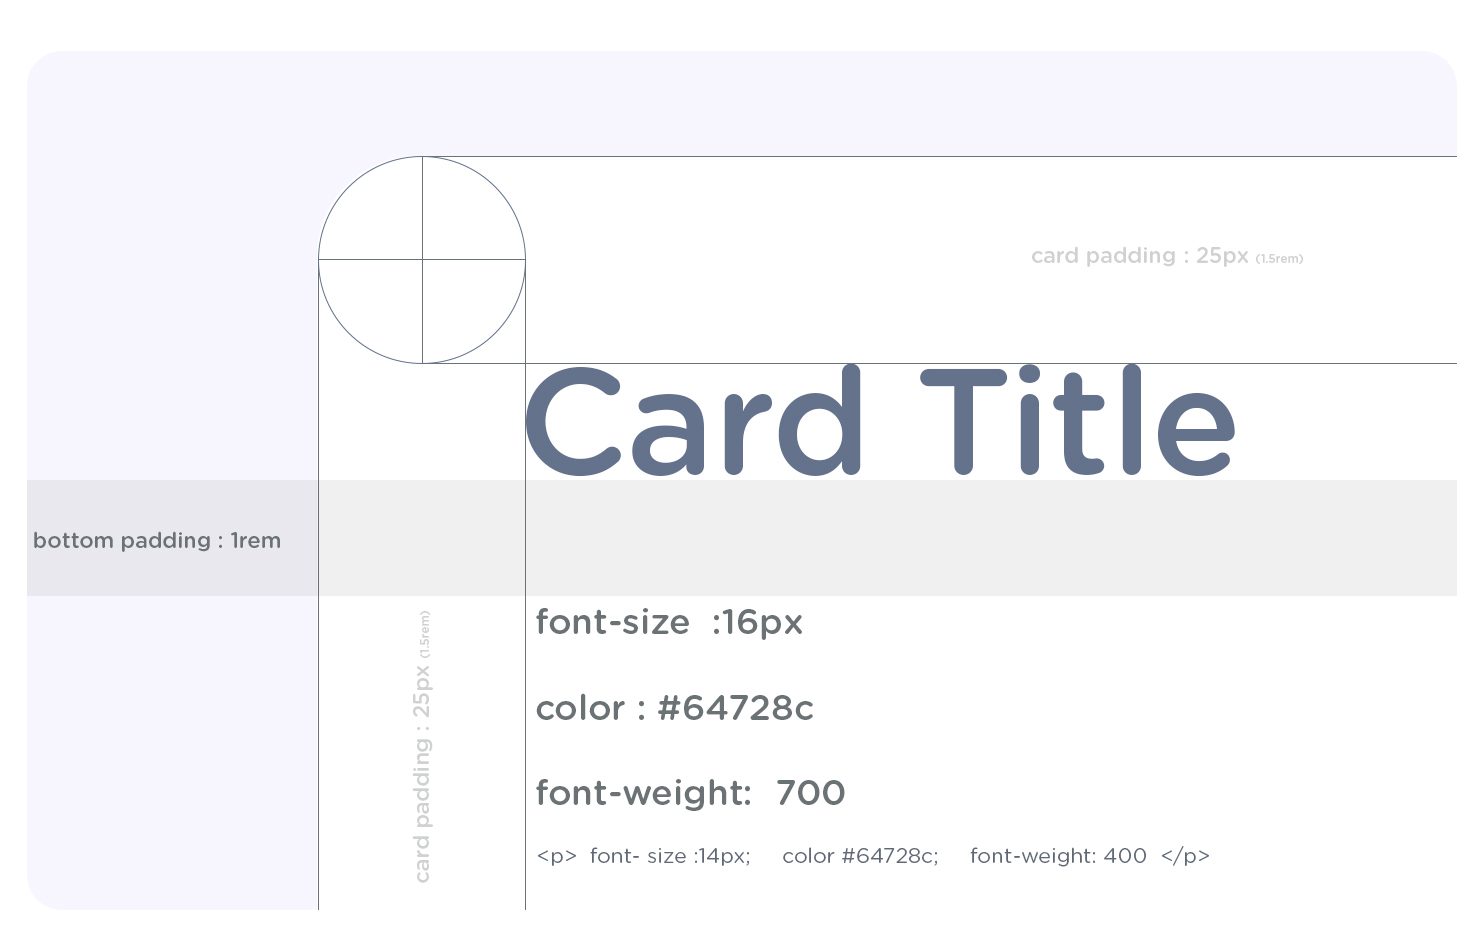 card padding : 25px (1.5rem)
Card Title
bottom padding : 1rem
card padding : 25px (1.5rem)
font-size :16px
color : #64728c
font-weight: 700
<p> font- size :14px; color #64728c; font-weight: 400 </p>